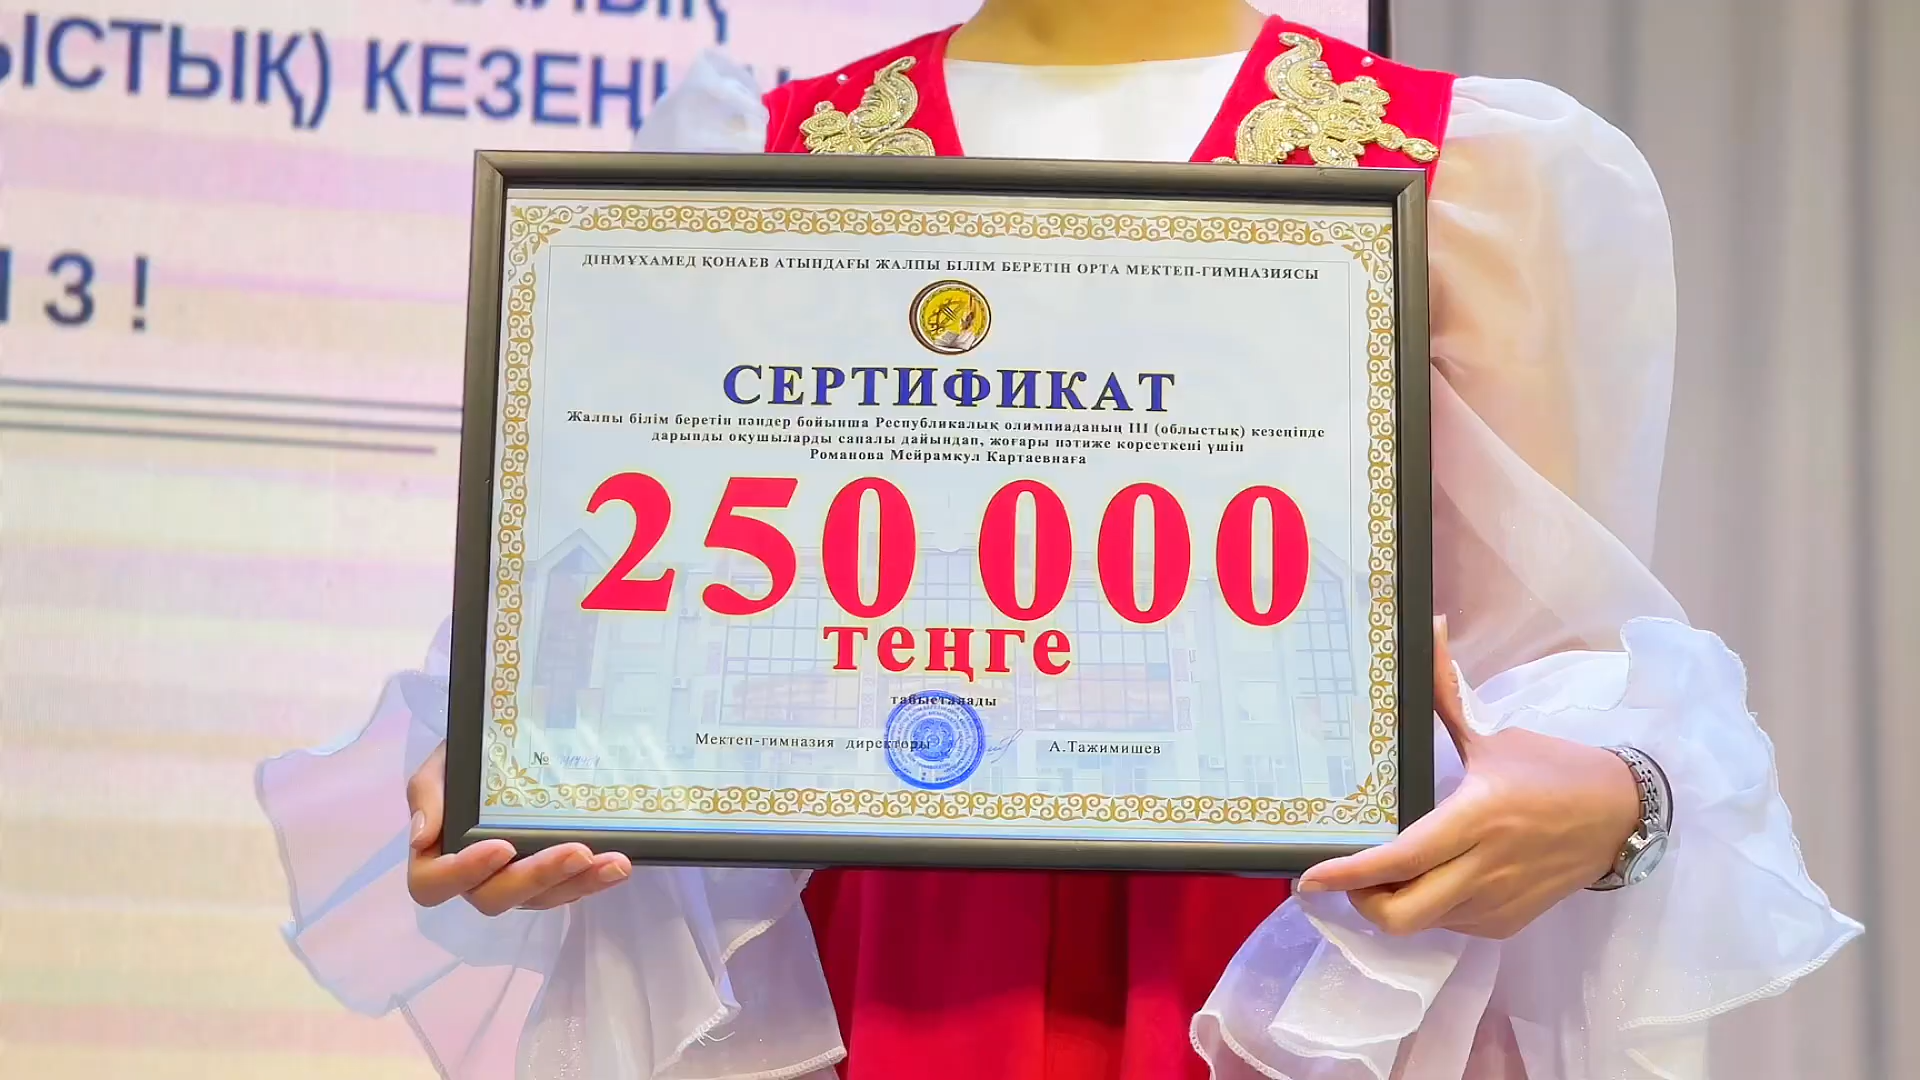 ЫСТЫҚ) КЕЗЕҢІ
І З !
ДІНМҰХАМЕД ҚОНАЕВ АТЫНДАҒЫ ЖАЛПЫ БІЛІМ БЕРЕТІН ОРТА МЕКТЕП-ГИМНАЗИЯСЫ
СЕРТИФИКАТ
Жалпы білім беретін пәндер бойынша Республикалық олимпиаданың III (облыстық) кезеңінде
дарынды оқушыларды сапалы дайындап, жоғары нәтиже көрсеткені үшін
Романова Мейрамкул Картаевнаға
250 000
теңге
табысталады
Мектеп-гимназия директоры А.Тажимишев
№